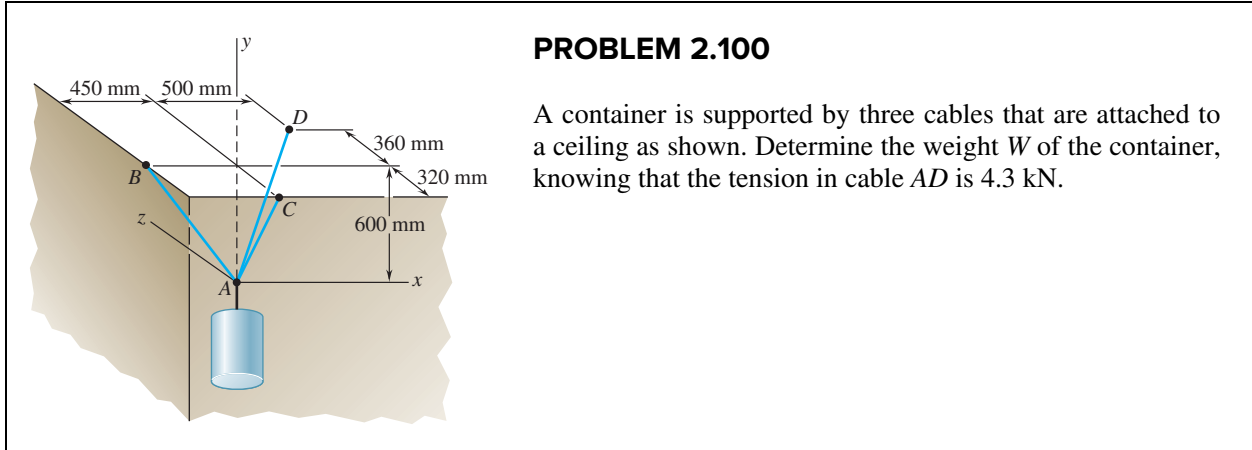 PROBLEM 2.100
A container is supported by three cables that are attached to
a ceiling as shown. Determine the weight W of the container,
knowing that the tension in cable AD is 4.3 kN.
y
450 mm 500 mm
D
360 mm
B
320 mm
C
z
600 mm
A
x